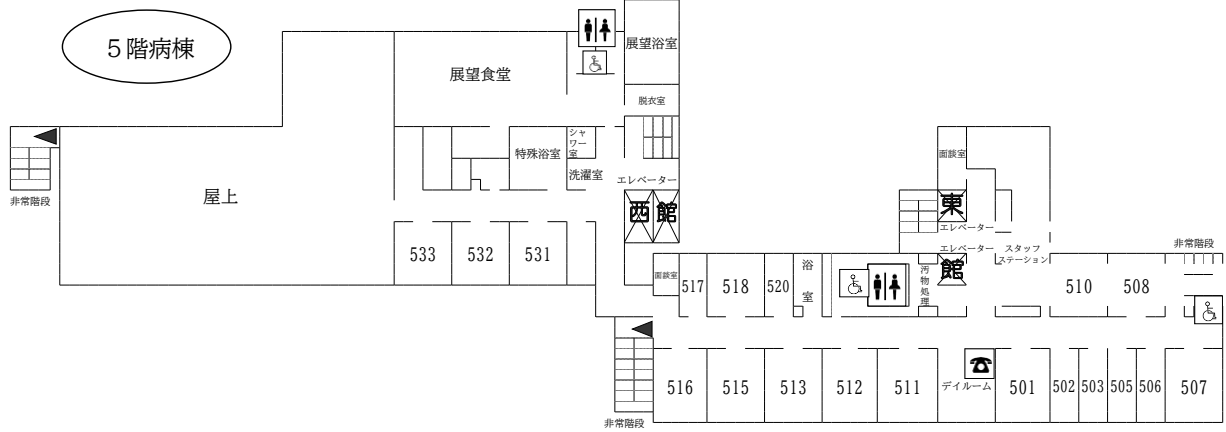 ５階病棟
展望浴室
展望食堂
脱衣室
シャワー室
特殊浴室
洗濯室
エレベーター
西館
屋上
非常階段
533
532
531
面談室
東
エレベーター
エレベーター
館
スタッフ
ステーション
非常階段
面談室
517
518
520
浴室
汚物処理
510
508
516
515
513
512
511
デイルーム
501
502
503
505
506
507
非常階段